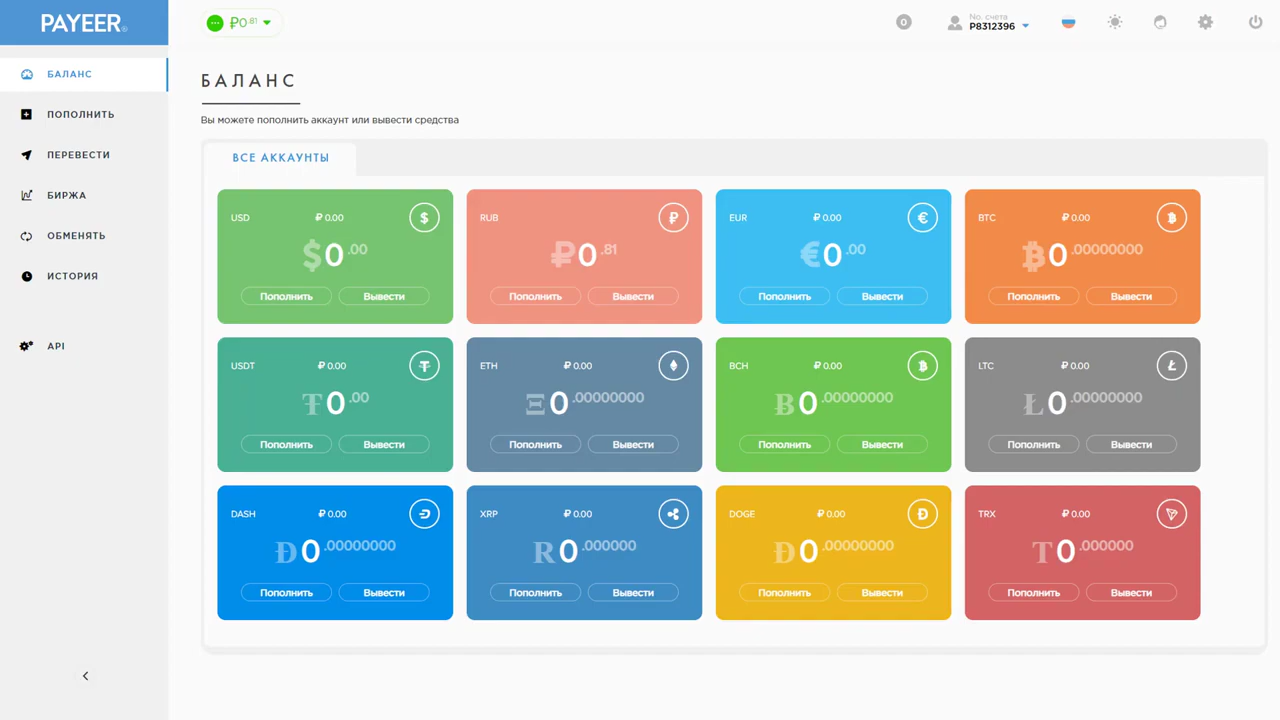 PAYEER®
₽0.81
0
No. счета
P8312396
БАЛАНС
ПОПОЛНИТЬ
ПЕРЕВЕСТИ
БИРЖА
ОБМЕНЯТЬ
ИСТОРИЯ
API
БАЛАНС
Вы можете пополнить аккаунт или вывести средства
ВСЕ АККАУНТЫ
USD ₽ 0.00 $
$0.00
Пополнить Вывести
RUB ₽ 0.00 ₽
₽0.81
Пополнить Вывести
EUR ₽ 0.00 €
€0.00
Пополнить Вывести
BTC ₽ 0.00 ₿
₿0.00000000
Пополнить Вывести
USDT ₽ 0.00 ₮
₮0.00
Пополнить Вывести
ETH ₽ 0.00
Ξ0.00000000
Пополнить Вывести
BCH ₽ 0.00 ₿
Ƀ0.00000000
Пополнить Вывести
LTC ₽ 0.00 Ł
Ł0.00000000
Пополнить Вывести
DASH ₽ 0.00
Đ0.00000000
Пополнить Вывести
XRP ₽ 0.00
R0.000000
Пополнить Вывести
DOGE ₽ 0.00 Ð
Ð0.00000000
Пополнить Вывести
TRX ₽ 0.00
T0.000000
Пополнить Вывести